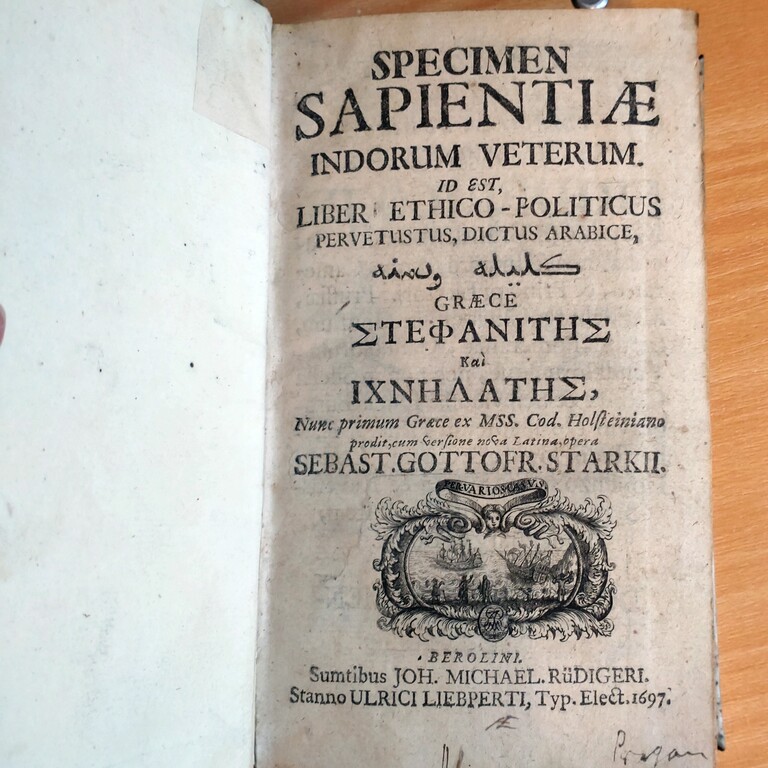 SPECIMEN
SAPIENTIÆ
INDORUM VETERUM.
ID EST,
LIBER ETHICO-POLITICUS
PERVETUSTUS, DICTUS ARABICE,
GRÆCE
ΣΤΕΦΑΝΙΤΗΣ
Καὶ
ΙΧΝΗΛΑΤΗΣ,
Nunc primum Græce ex MSS. Cod. Holſteiniano
prodit, cum verſione nova Latina, opera
SEBAST. GOTTOFR. STARKII.
PER VARIOS CASVS
BEROLINI.
Sumtibus JOH. MICHAEL. RüDIGERI.
Stanno ULRICI LIEBPERTI, Typ. Elect. 1697.
Æ